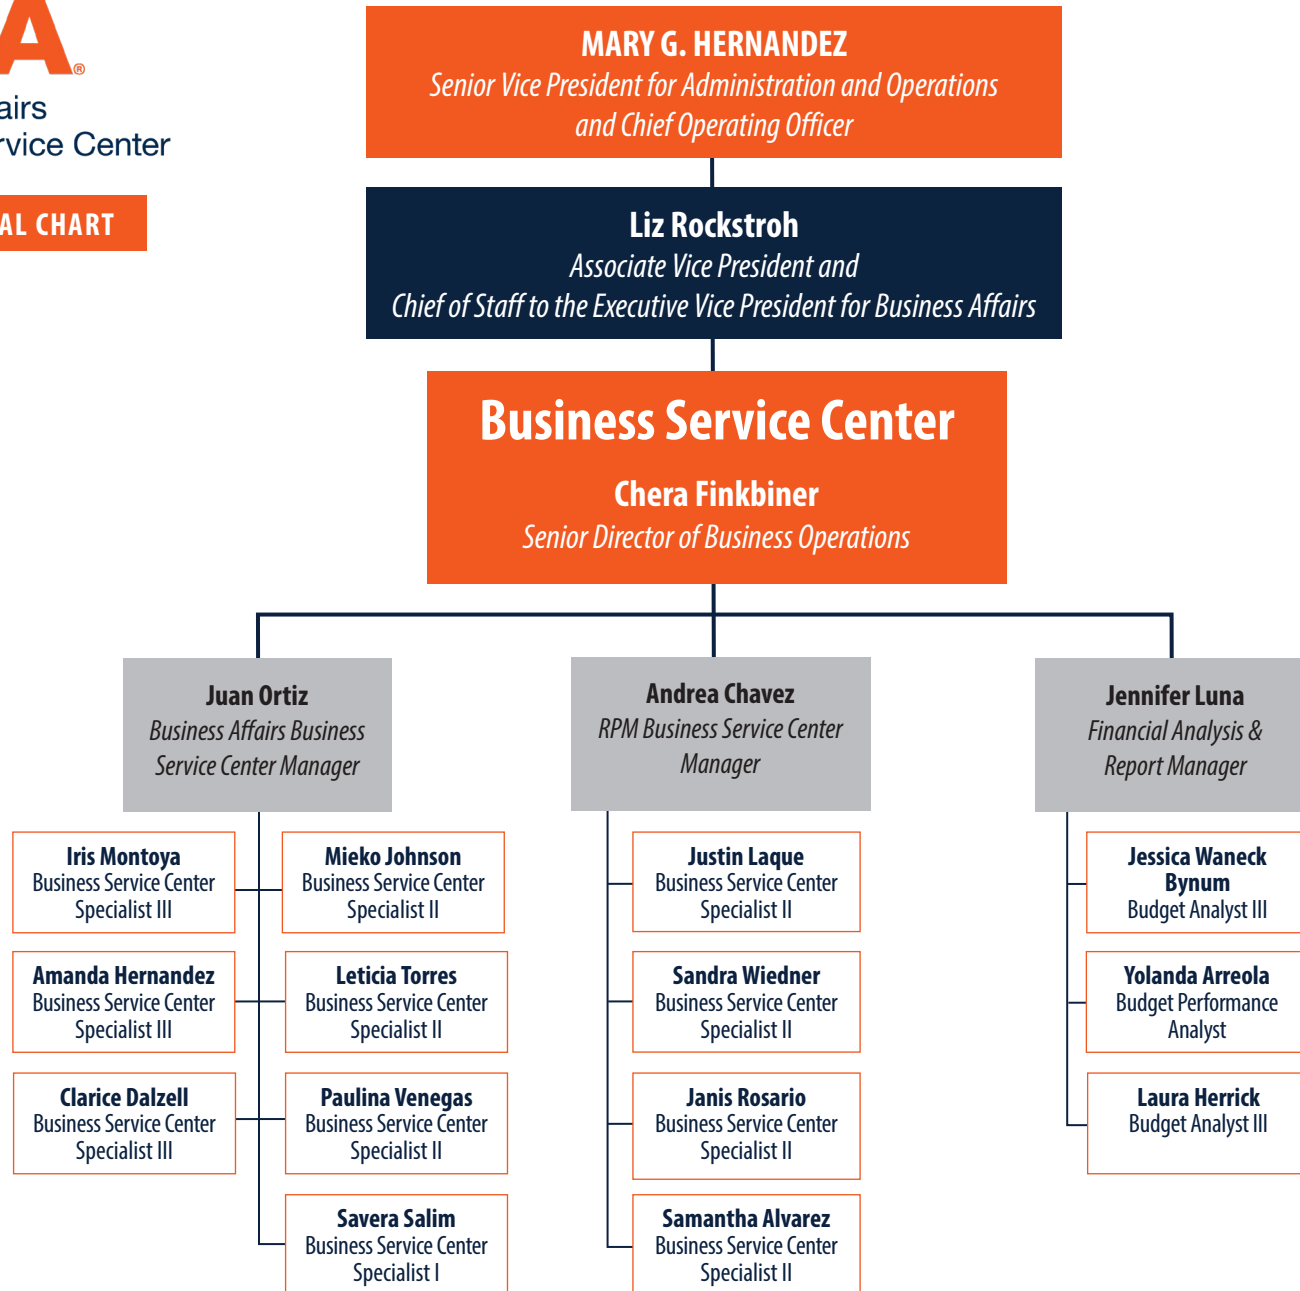 A®
airs
rvice Center
AL CHART
MARY G. HERNANDEZ
Senior Vice President for Administration and Operations
and Chief Operating Officer
Liz Rockstroh
Associate Vice President and
Chief of Staff to the Executive Vice President for Business Affairs
Business Service Center
Chera Finkbiner
Senior Director of Business Operations
Juan Ortiz
Business Affairs Business
Service Center Manager
Iris Montoya
Business Service Center
Specialist III
Mieko Johnson
Business Service Center
Specialist II
Amanda Hernandez
Business Service Center
Specialist III
Leticia Torres
Business Service Center
Specialist II
Clarice Dalzell
Business Service Center
Specialist III
Paulina Venegas
Business Service Center
Specialist II
Savera Salim
Business Service Center
Specialist I
Andrea Chavez
RPM Business Service Center
Manager
Justin Laque
Business Service Center
Specialist II
Sandra Wiedner
Business Service Center
Specialist II
Janis Rosario
Business Service Center
Specialist II
Samantha Alvarez
Business Service Center
Specialist II
Jennifer Luna
Financial Analysis &
Report Manager
Jessica Waneck
Bynum
Budget Analyst III
Yolanda Arreola
Budget Performance
Analyst
Laura Herrick
Budget Analyst III